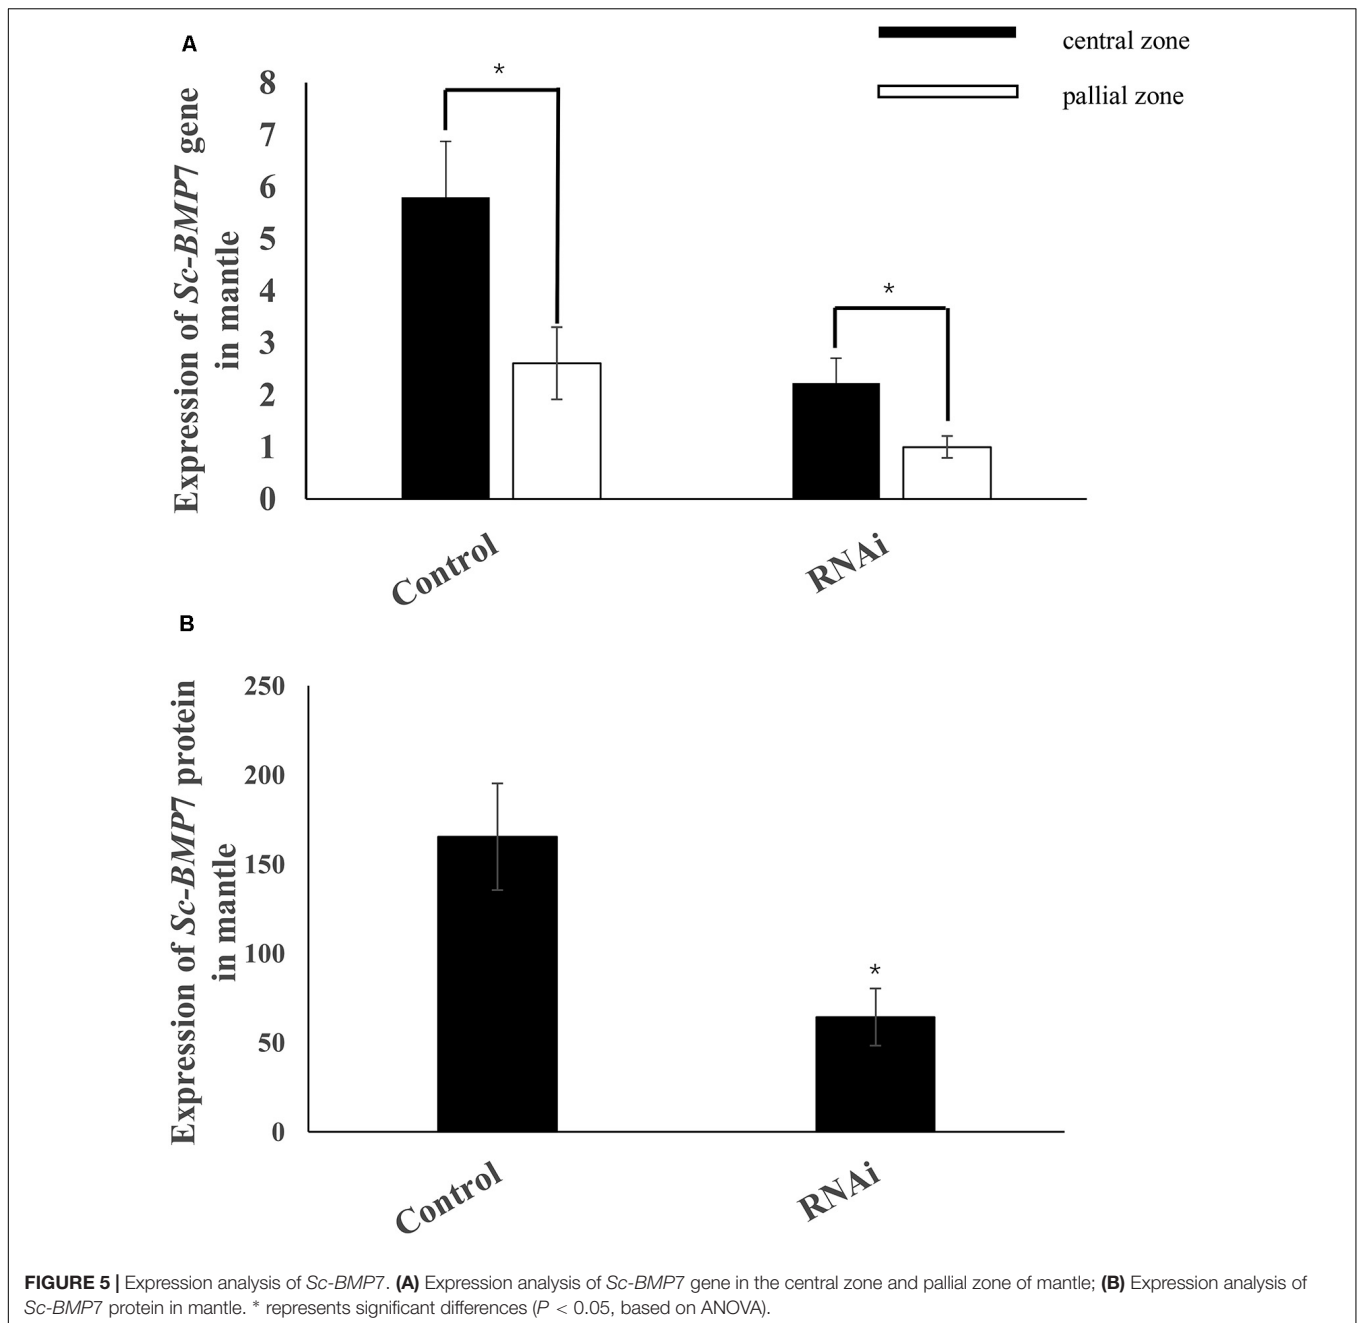 A
central zone
pallial zone
*
*
Expression of Sc-BMP7 gene
in mantle
8
7
6
5
4
3
2
1
0
Control
RNAi
B
Expression of Sc-BMP7 protein
in mantle
250
200
150
100
50
0
*
Control
RNAi
FIGURE 5 | Expression analysis of Sc-BMP7. (A) Expression analysis of Sc-BMP7 gene in the central zone and pallial zone of mantle; (B) Expression analysis of
Sc-BMP7 protein in mantle. * represents significant differences (P < 0.05, based on ANOVA).